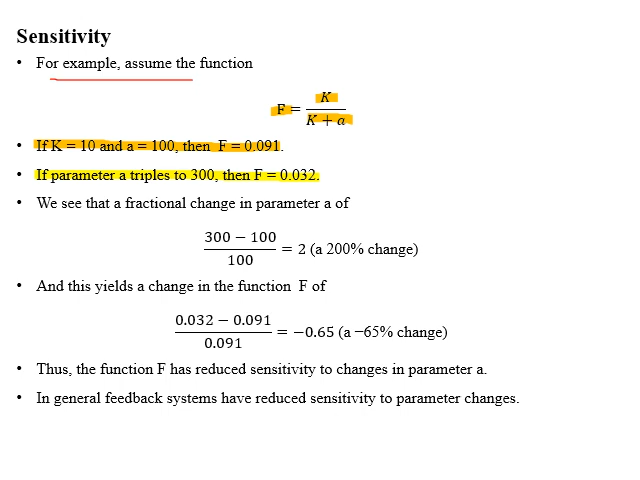 Sensitivity
• For example, assume the function
F = K / K + a
• If K = 10 and a = 100, then F = 0.091.
• If parameter a triples to 300, then F = 0.032.
• We see that a fractional change in parameter a of
300 − 100 / 100 = 2 (a 200% change)
• And this yields a change in the function F of
0.032 − 0.091 / 0.091 = −0.65 (a −65% change)
• Thus, the function F has reduced sensitivity to changes in parameter a.
• In general feedback systems have reduced sensitivity to parameter changes.